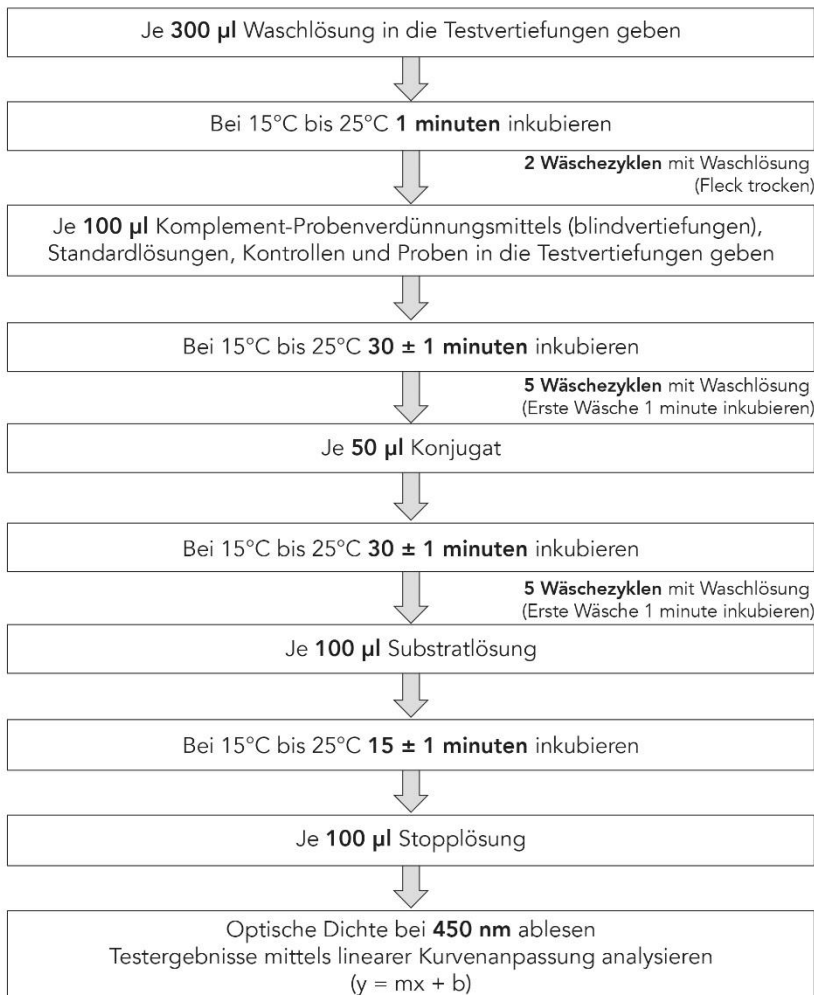 Je 300 µl Waschlösung in die Testvertiefungen geben
Bei 15°C bis 25°C 1 minuten inkubieren
2 Wäschezyklen mit Waschlösung
(Fleck trocken)
Je 100 µl Komplement-Probenverdünnungsmittels (blindvertiefungen),
Standardlösungen, Kontrollen und Proben in die Testvertiefungen geben
Bei 15°C bis 25°C 30 ± 1 minuten inkubieren
5 Wäschezyklen mit Waschlösung
(Erste Wäsche 1 minute inkubieren)
Je 50 µl Konjugat
Bei 15°C bis 25°C 30 ± 1 minuten inkubieren
5 Wäschezyklen mit Waschlösung
(Erste Wäsche 1 minute inkubieren)
Je 100 µl Substratlösung
Bei 15°C bis 25°C 15 ± 1 minuten inkubieren
Je 100 µl Stopplösung
Optische Dichte bei 450 nm ablesen
Testergebnisse mittels linearer Kurvenanpassung analysieren
(y = mx + b)